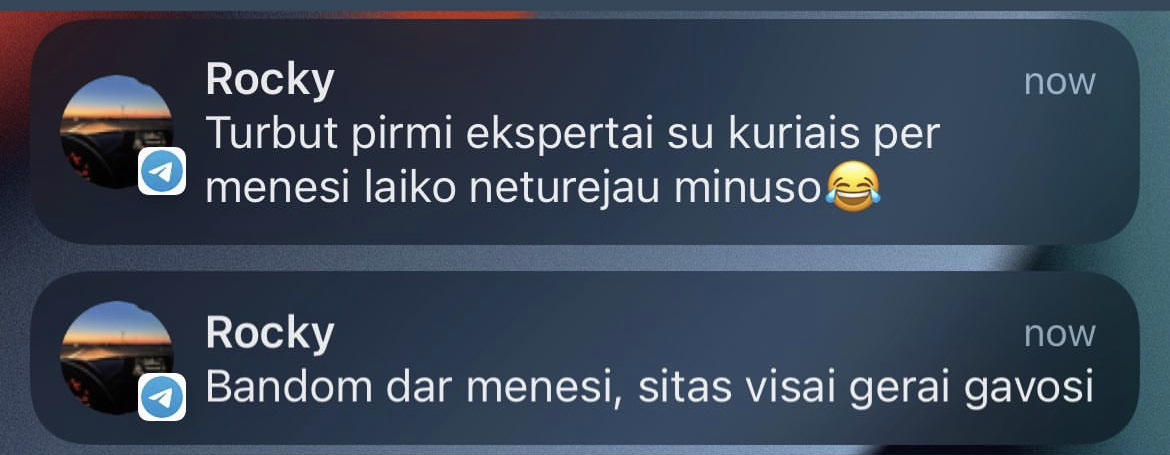 Rocky
now
Turbut pirmi ekspertai su kuriais per
menesi laiko neturejau minuso😂
Rocky
now
Bandom dar menesi, sitas visai gerai gavosi